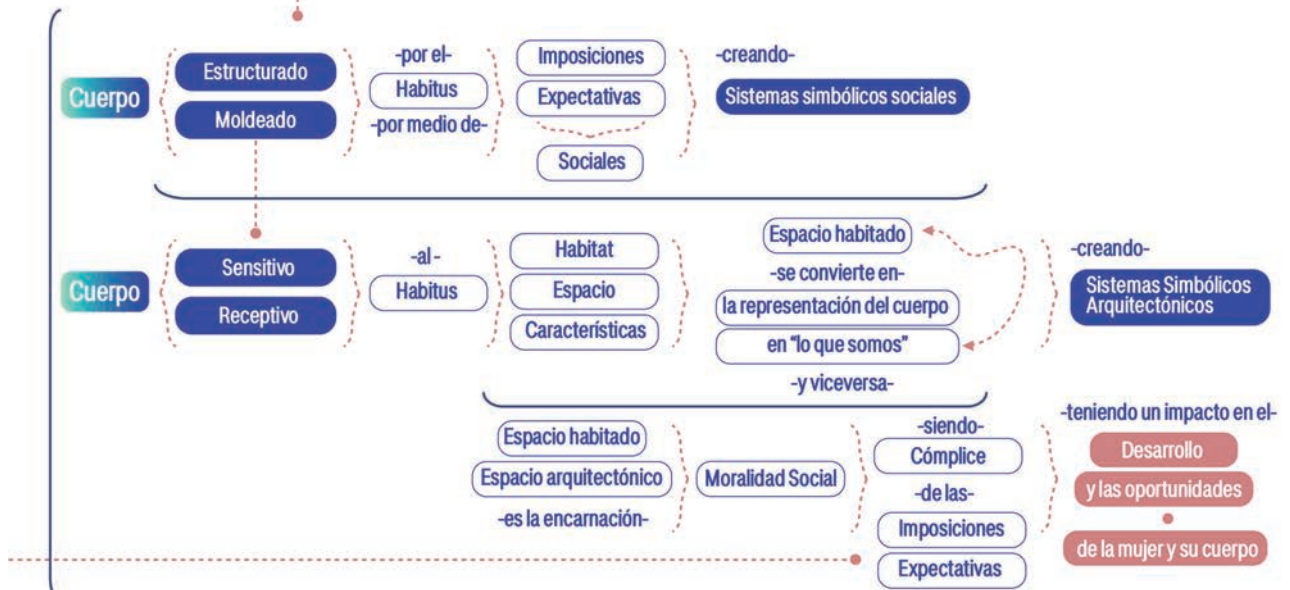 Cuerpo
Estructurado
Moldeado
-por el-
Habitus
-por medio de-
Imposiciones
Expectativas
Sociales
-creando-
Sistemas simbólicos sociales
Cuerpo
Sensitivo
Receptivo
-al-
Habitus
Habitat
Espacio
Características
Espacio habitado
-se convierte en-
la representación del cuerpo
en "lo que somos"
-y viceversa-
-creando-
Sistemas Simbólicos
Arquitectónicos
Espacio habitado
Espacio arquitectónico
-es la encarnación-
Moralidad Social
-siendo-
Cómplice
-de las-
Imposiciones
Expectativas
-teniendo un impacto en el-
Desarrollo
y las oportunidades
de la mujer y su cuerpo